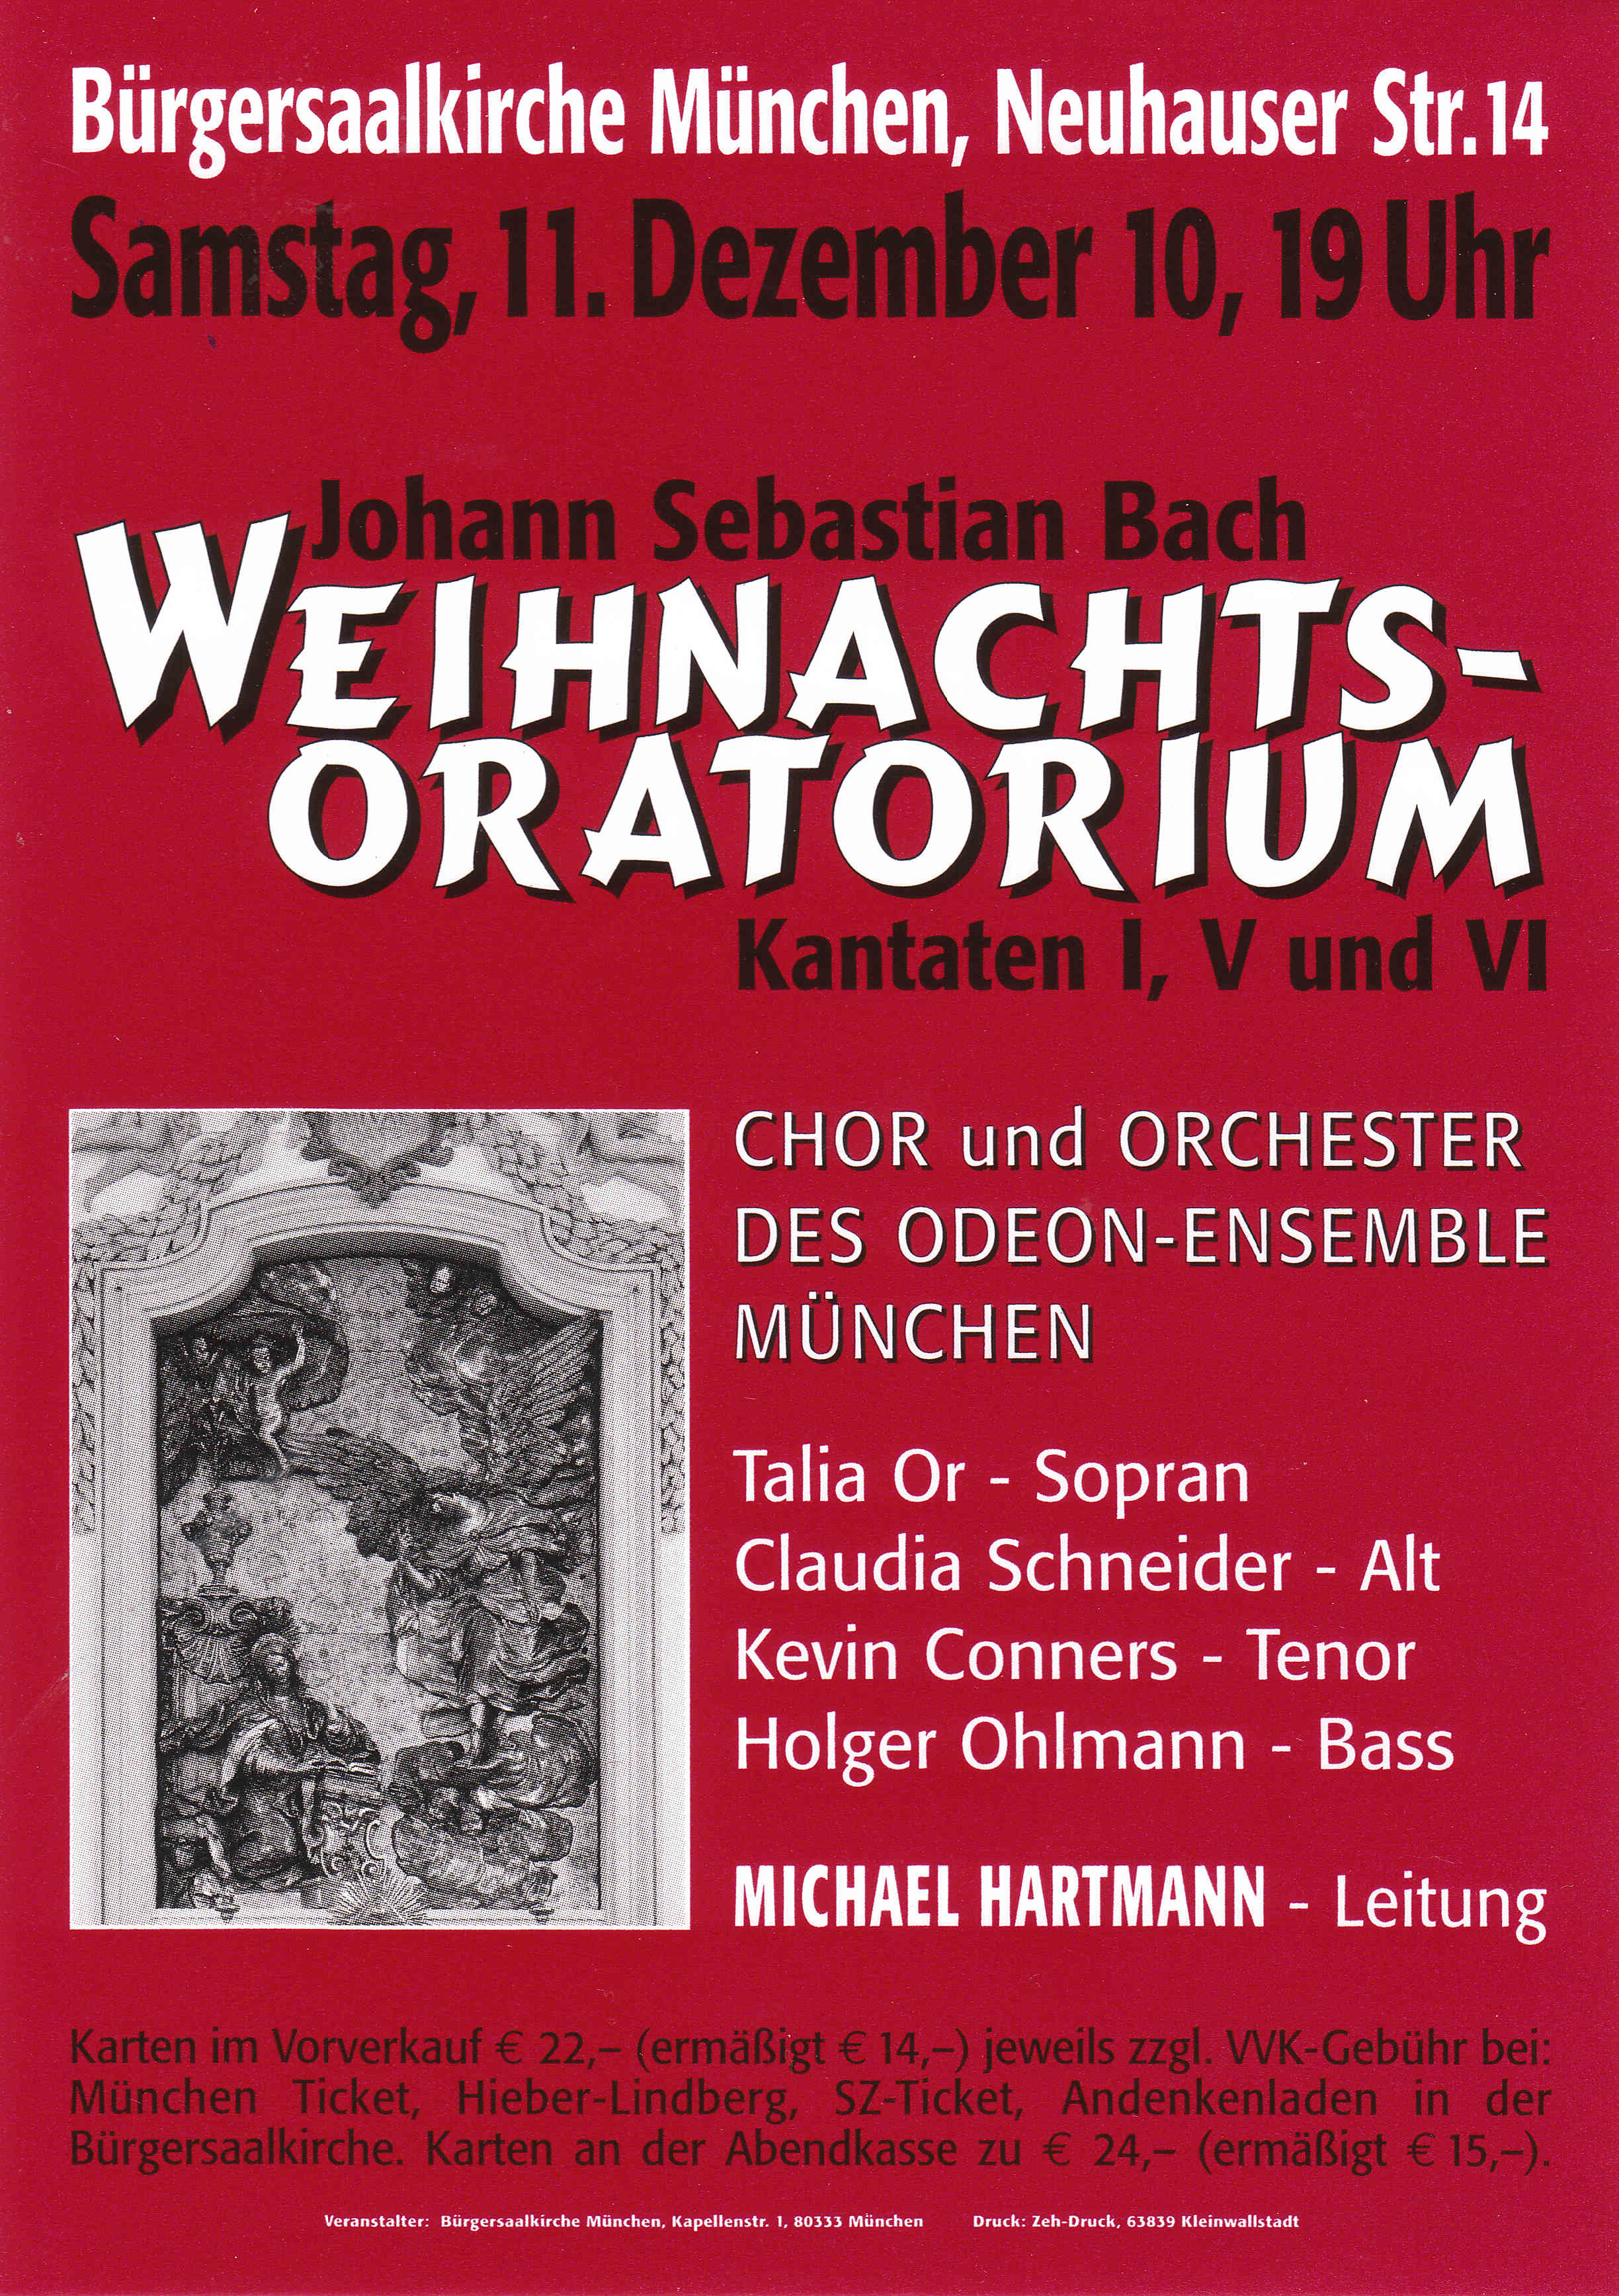 Bürgersaalkirche München, Neuhauser Str. 14
Samstag, 11. Dezember 10, 19 Uhr
Johann Sebastian Bach
WEIHNACHTS-
ORATORIUM
Kantaten I, V und VI
CHOR und ORCHESTER
DES ODEON-ENSEMBLE
MÜNCHEN
Talia Or - Sopran
Claudia Schneider - Alt
Kevin Conners - Tenor
Holger Ohlmann - Bass
MICHAEL HARTMANN - Leitung
Karten im Vorverkauf € 22,– (ermäßigt € 14,–) jeweils zzgl. VVK-Gebühr bei:
München Ticket, Hieber-Lindberg, SZ-Ticket, Andenkenladen in der
Bürgersaalkirche. Karten an der Abendkasse zu € 24,– (ermäßigt € 15,–).
Veranstalter: Bürgersaalkirche München, Kapellenstr. 1, 80333 München Druck: Zeh-Druck, 63839 Kleinwallstadt